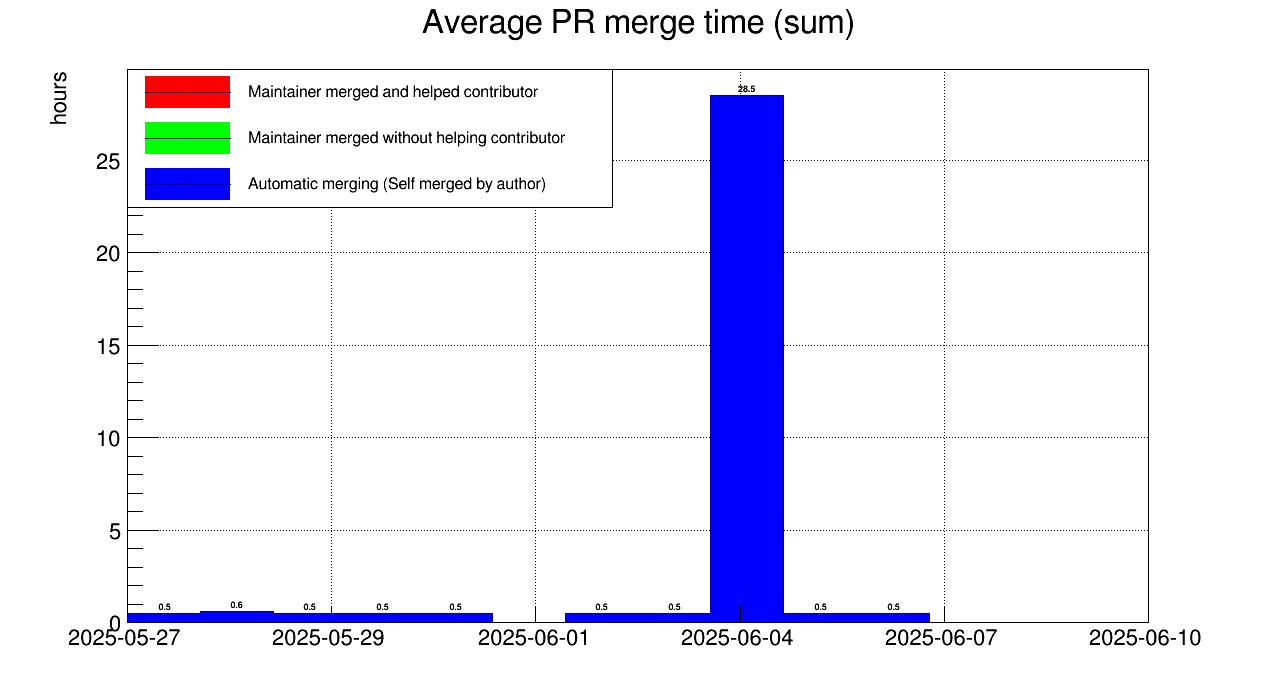 Average PR merge time (sum)
hours
Maintainer merged and helped contributor
Maintainer merged without helping contributor
Automatic merging (Self merged by author)
28.5
25
20
15
10
5
0
0.5 0.6 0.5 0.5 0.5 0.5 0.5 0.5 0.5
2025-05-27 2025-05-29 2025-06-01 2025-06-04 2025-06-07 2025-06-10